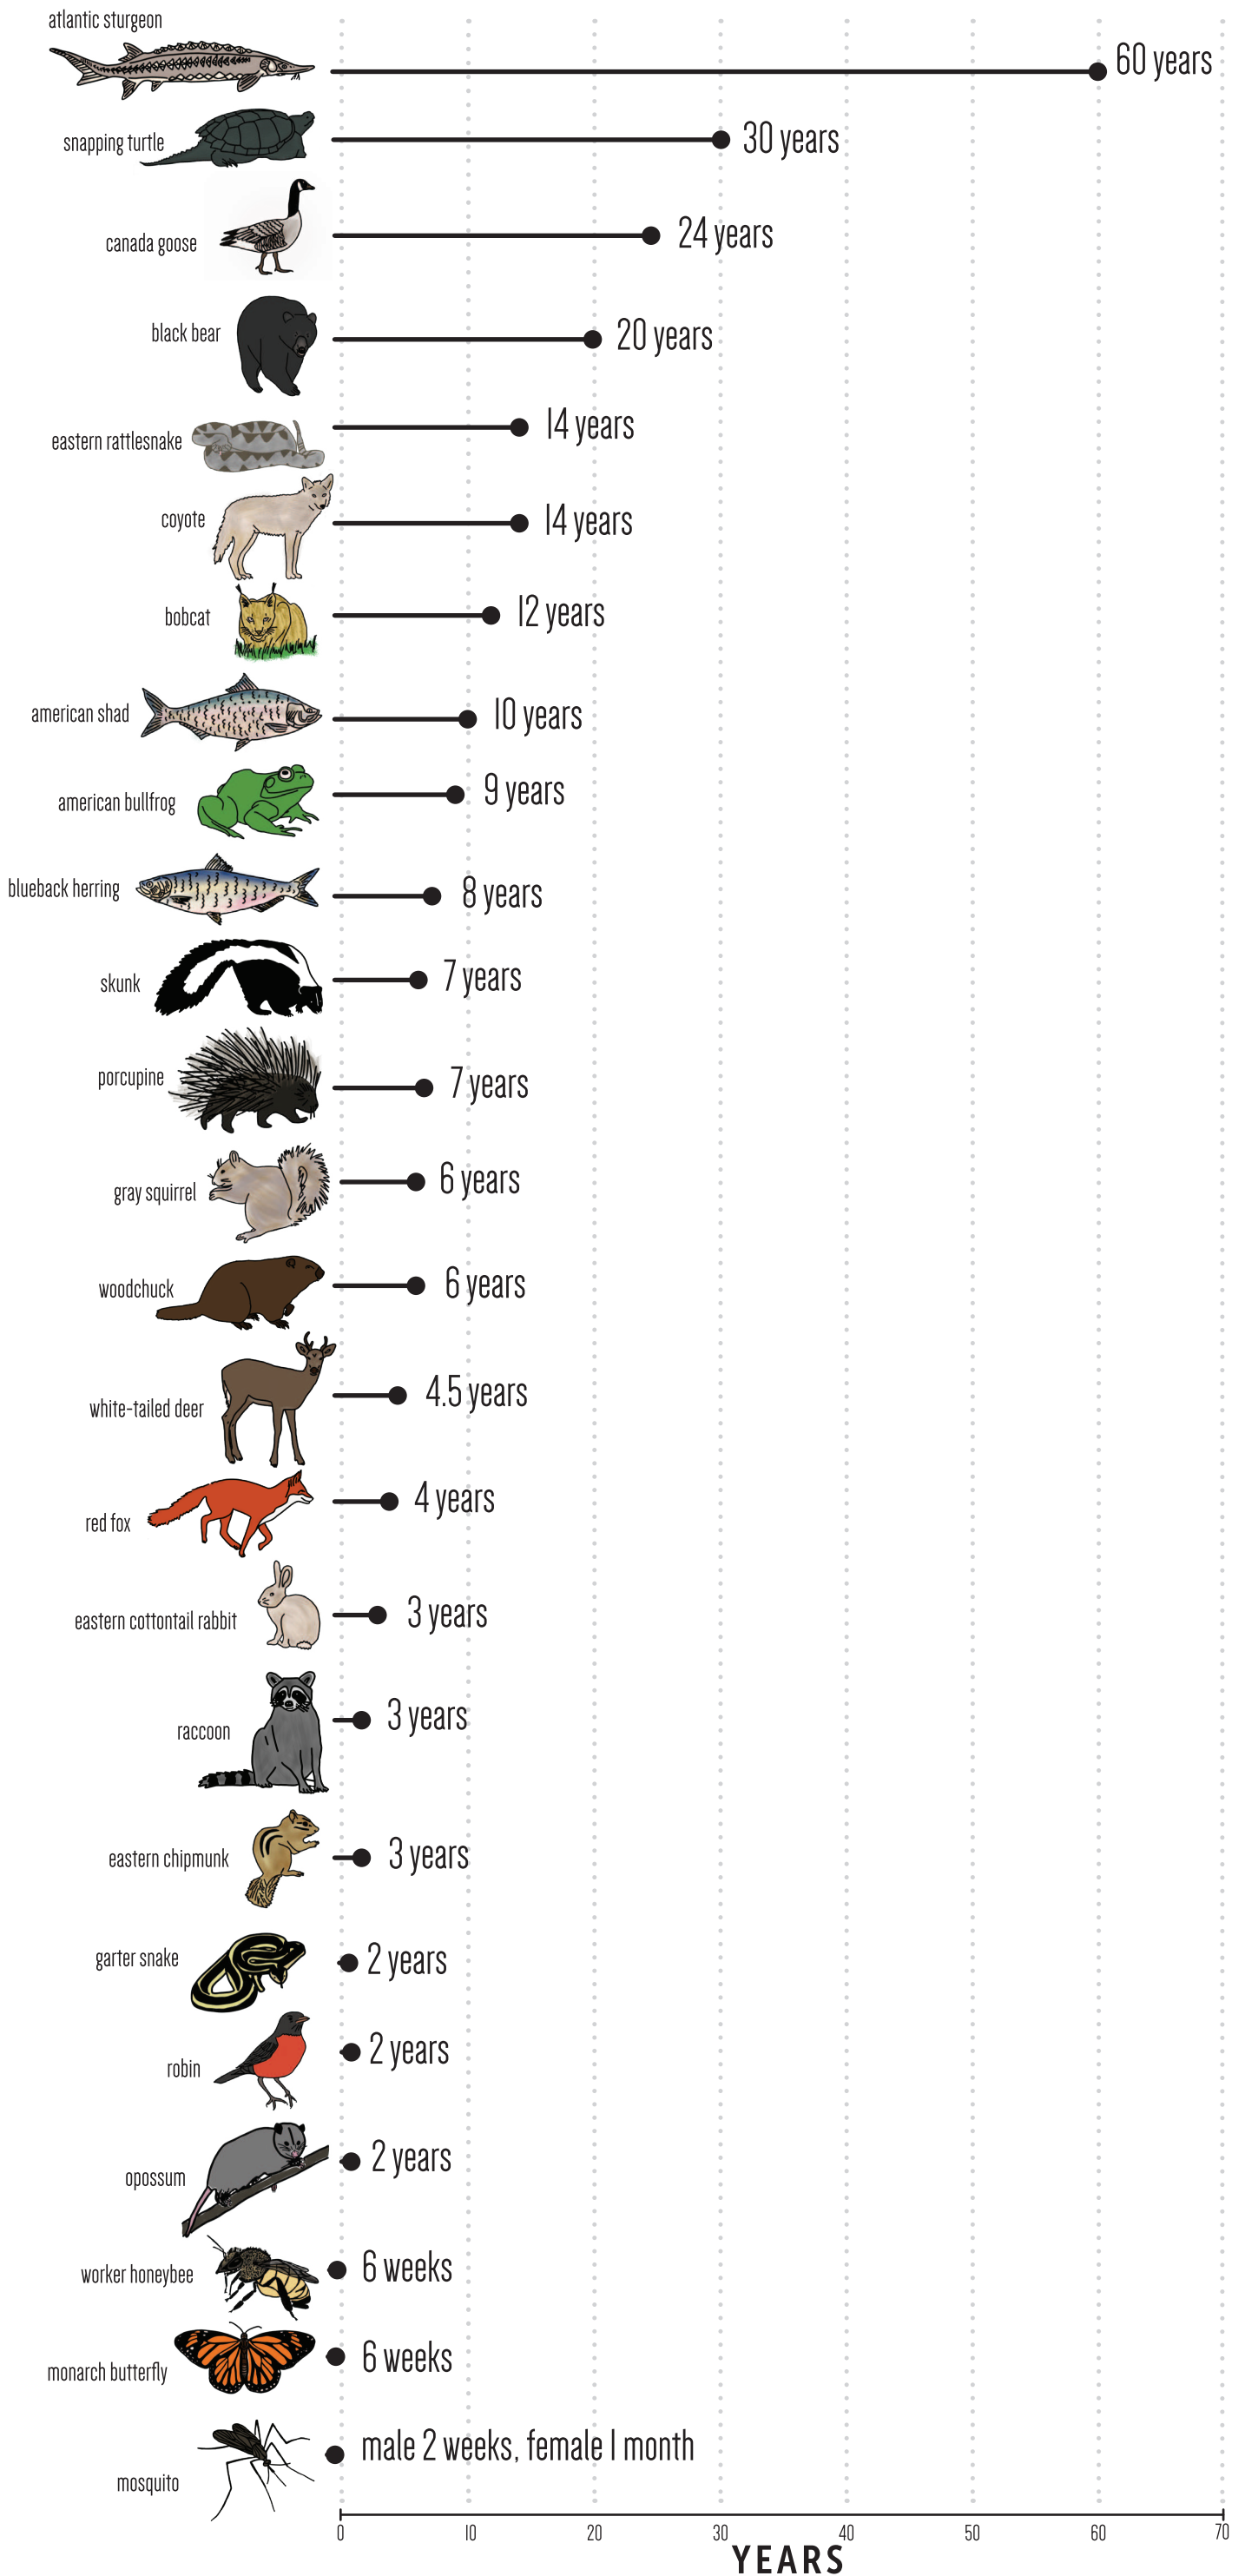 atlantic sturgeon
60 years
snapping turtle
30 years
canada goose
24 years
black bear
20 years
eastern rattlesnake
14 years
coyote
14 years
bobcat
12 years
american shad
10 years
american bullfrog
9 years
blueback herring
8 years
skunk
7 years
porcupine
7 years
gray squirrel
6 years
woodchuck
6 years
white-tailed deer
4.5 years
red fox
4 years
eastern cottontail rabbit
3 years
raccoon
3 years
eastern chipmunk
3 years
garter snake
2 years
robin
2 years
opossum
2 years
worker honeybee
6 weeks
monarch butterfly
6 weeks
mosquito
male 2 weeks, female 1 month
0 10 20 30 40 50 60 70
YEARS